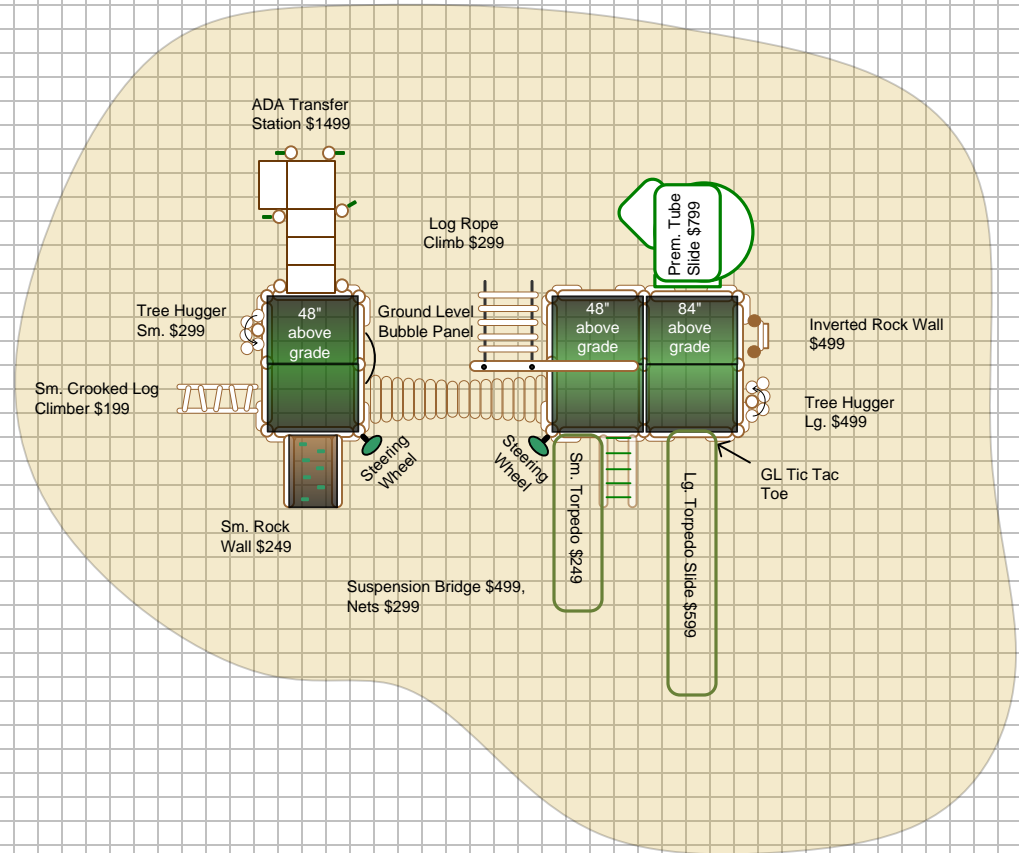 ADA Transfer
Station $1499
Log Rope
Climb $299
Prem. Tube
Slide $799
Tree Hugger
Sm. $299
48"
above
grade
Ground Level
Bubble Panel
48"
above
grade
84"
above
grade
Inverted Rock Wall
$499
Sm. Crooked Log
Climber $199
Tree Hugger
Lg. $499
Steering
Wheel
Steering
Wheel
Sm. Torpedo $249
Lg. Torpedo Slide $599
GL Tic Tac
Toe
Sm. Rock
Wall $249
Suspension Bridge $499,
Nets $299